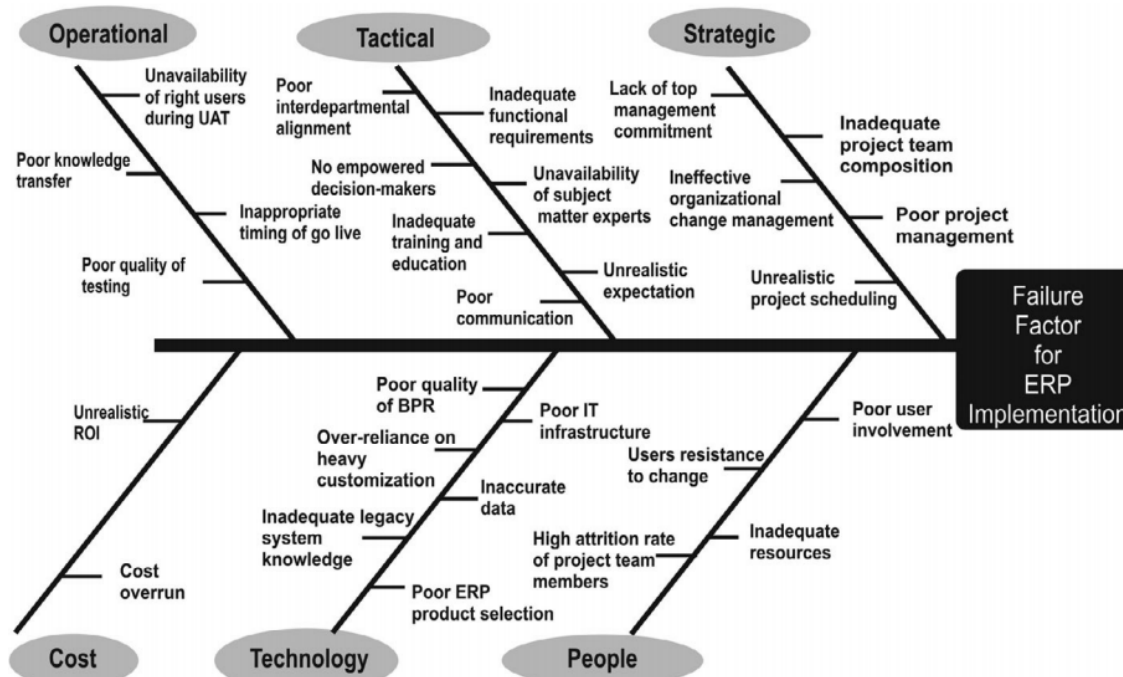 Operational
Tactical
Strategic
Unavailability
of right users
during UAT
Poor knowledge
transfer
Inappropriate
timing of go live
Poor quality of
testing
Poor
interdepartmental
alignment
Inadequate
functional
requirements
No empowered
decision-makers
Unavailability
of subject
matter experts
Inadequate
training and
education
Unrealistic
expectation
Poor
communication
Lack of top
management
commitment
Inadequate
project team
composition
Ineffective
organizational
change management
Poor project
management
Unrealistic
project scheduling
Failure
Factor
for
ERP
Implementation
Unrealistic
ROI
Cost
overrun
Poor quality
of BPR
Poor IT
infrastructure
Over-reliance on
heavy
customization
Inaccurate
data
Inadequate legacy
system
knowledge
Poor ERP
product selection
Poor user
involvement
Users resistance
to change
Inadequate
resources
High attrition rate
of project team
members
Cost
Technology
People